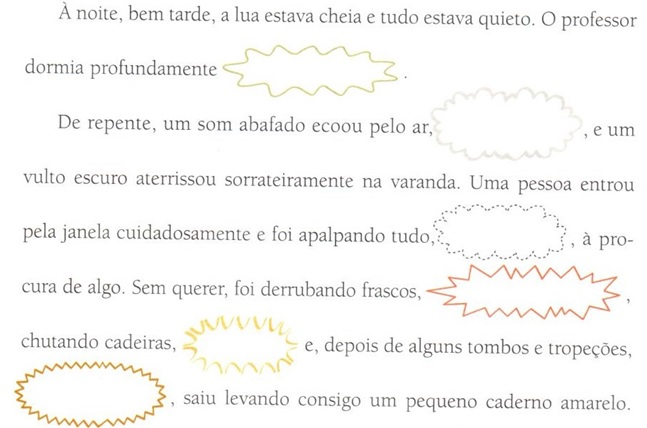 À noite, bem tarde, a lua estava cheia e tudo estava quieto. O professor
dormia profundamente .
De repente, um som abafado ecoou pelo ar, , e um
vulto escuro aterrissou sorrateiramente na varanda. Uma pessoa entrou
pela janela cuidadosamente e foi apalpando tudo, , à pro-
cura de algo. Sem querer, foi derrubando frascos, ,
chutando cadeiras, e, depois de alguns tombos e tropeções,
, saiu levando consigo um pequeno caderno amarelo.